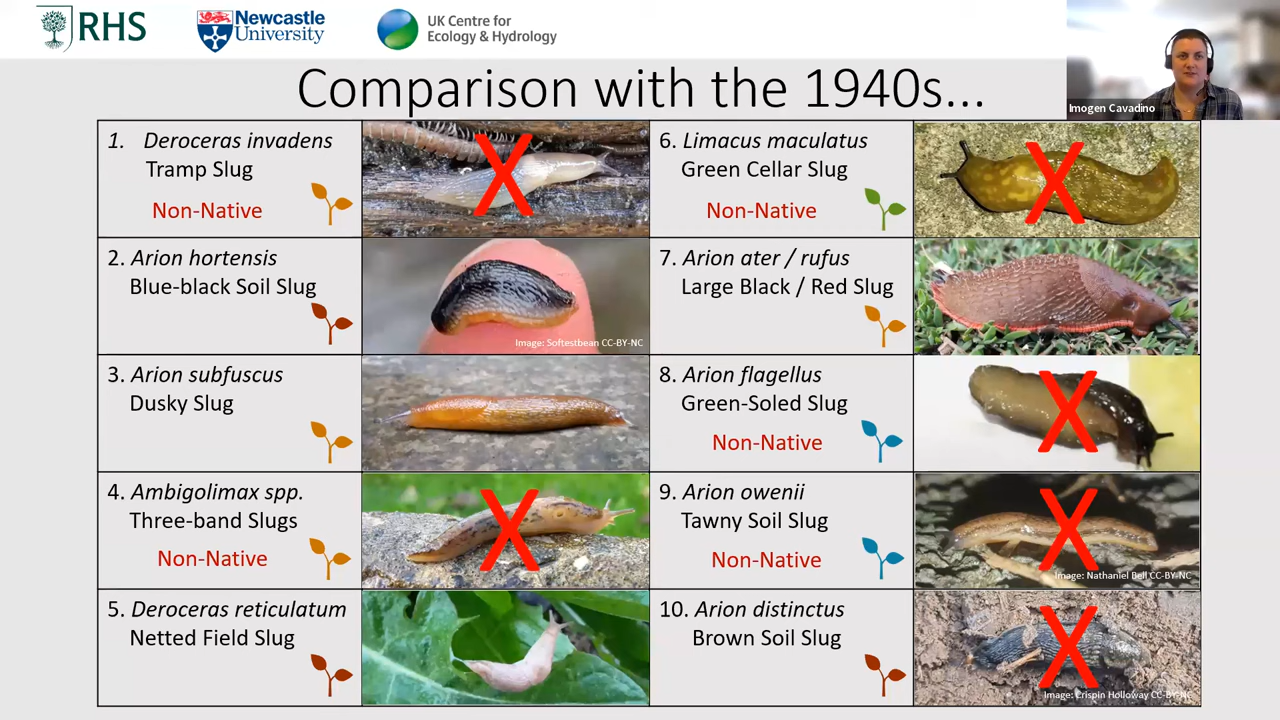 RHS
Newcastle
University
UK Centre for
Ecology & Hydrology
Imogen Cavadino
Comparison with the 1940s...
1. Deroceras invadens
Tramp Slug
Non-Native
X
2. Arion hortensis
Blue-black Soil Slug
Image: Softestbean CC-BY-NC
3. Arion subfuscus
Dusky Slug
4. Ambigolimax spp.
Three-band Slugs
Non-Native
X
5. Deroceras reticulatum
Netted Field Slug
6. Limacus maculatus
Green Cellar Slug
Non-Native
X
7. Arion ater / rufus
Large Black / Red Slug
8. Arion flagellus
Green-Soled Slug
Non-Native
X
9. Arion owenii
Tawny Soil Slug
Non-Native
X
Image: Nathaniel Bell CC-BY-NC
10. Arion distinctus
Brown Soil Slug
X
Image: Crispin Holloway CC-BY-NC